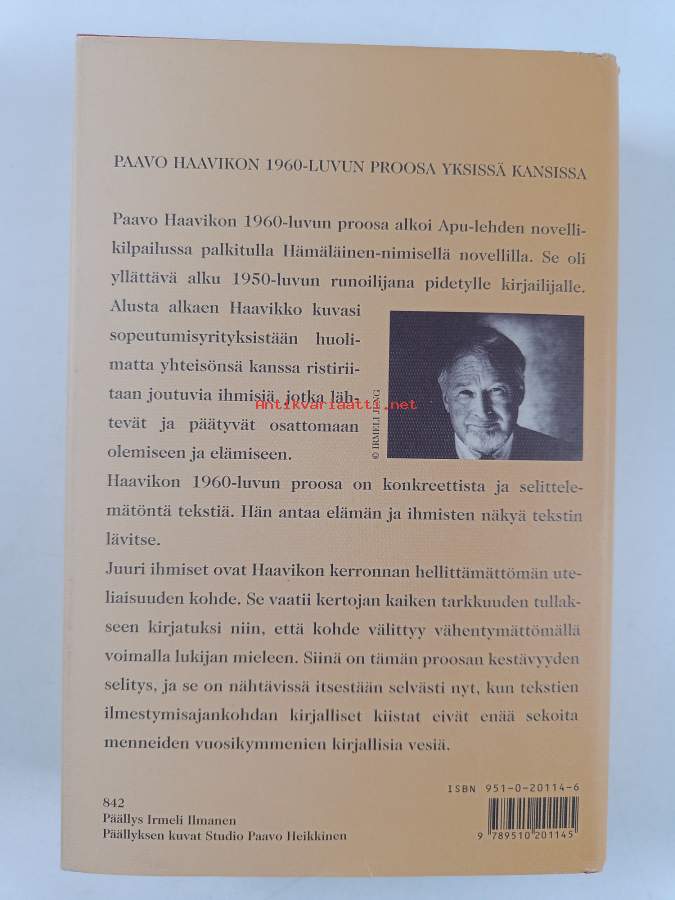 PAAVO HAAVIKON 1960-LUVUN PROOSA YKSISSÄ KANSISSA
Paavo Haavikon 1960-luvun proosa alkoi Apu-lehden novelli-
kilpailussa palkitulla Hämäläinen-nimisellä novellilla. Se oli
yllättävä alku 1950-luvun runoilijana pidetylle kirjailijalle.
Alusta alkaen Haavikko kuvasi
sopeutumisyrityksistään huoli-
matta yhteisönsä kanssa ristirii-
taan joutuvia ihmisiä, jotka läh-
tevät ja päätyvät osattomaan
olemiseen ja elämiseen.
© IRMELI JUNG
Antikvariaatti.net
Haavikon 1960-luvun proosa on konkreettista ja selittele-
mätöntä tekstiä. Hän antaa elämän ja ihmisten näkyä tekstin
lävitse.
Juuri ihmiset ovat Haavikon kerronnan hellittämättömän ute-
liaisuuden kohde. Se vaatii kertojan kaiken tarkkuuden tullak-
seen kirjatuksi niin, että kohde välittyy vähentymättömällä
voimalla lukijan mieleen. Siinä on tämän proosan kestävyyden
selitys, ja se on nähtävissä itsestään selvästi nyt, kun tekstien
ilmestymisajankohdan kirjalliset kiistat eivät enää sekoita
menneiden vuosikymmenien kirjallisia vesiä.
842
Päällys Irmeli Ilmanen
Päällyksen kuvat Studio Paavo Heikkinen
ISBN 951-0-20114-6
9 789510 201145